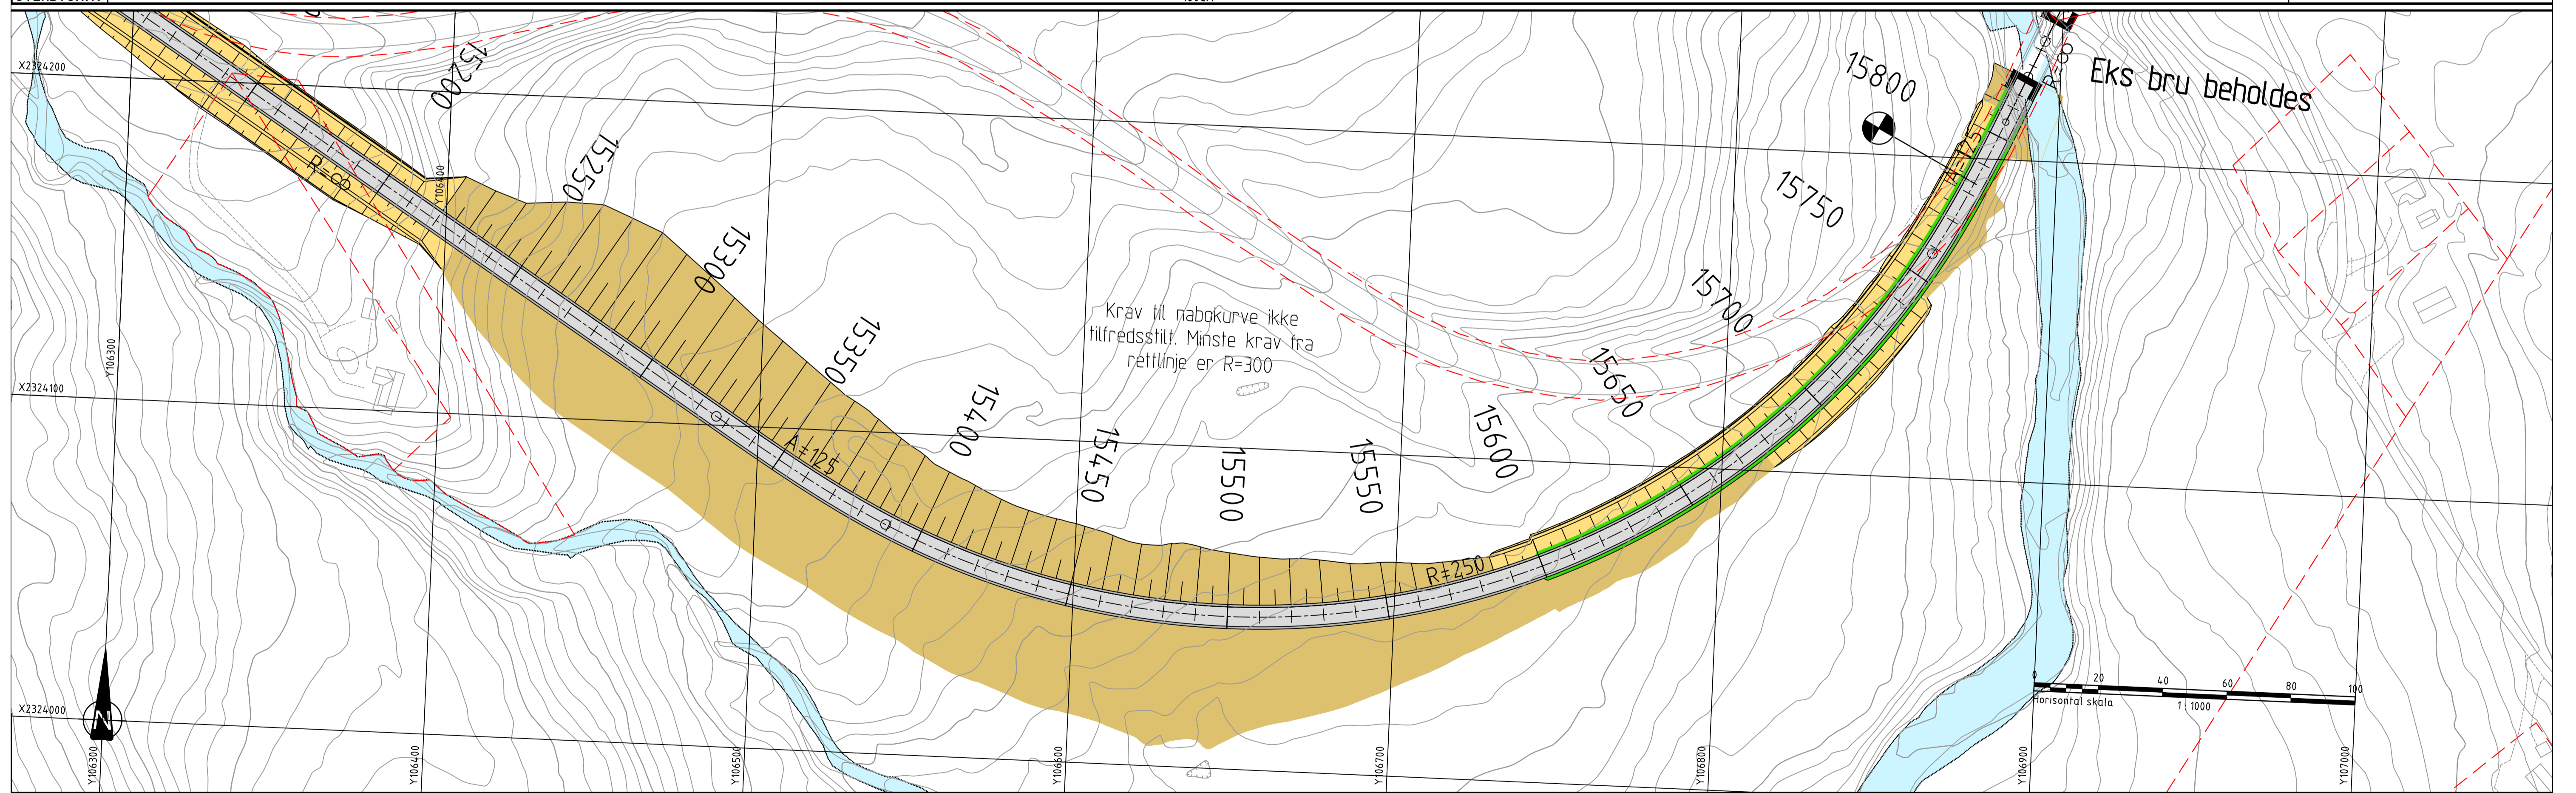 X2324200
X2324100
X2324000
Y106300
Y106400
Y106300
Y106400
Y106500
Y106600
Y106700
Y106800
Y106900
Y107000
15200
15250
15300
15350
15400
15450
15500
15550
15600
15650
15700
15750
15800
R=∞
A=125
R=250
A=125
R=∞
Krav til nabokurve ikke
tilfredsstilt. Minste krav fra
rettlinje er R=300
Eks bru beholdes
N
0 20 40 60 80 100
Horisontal skala 1:1000